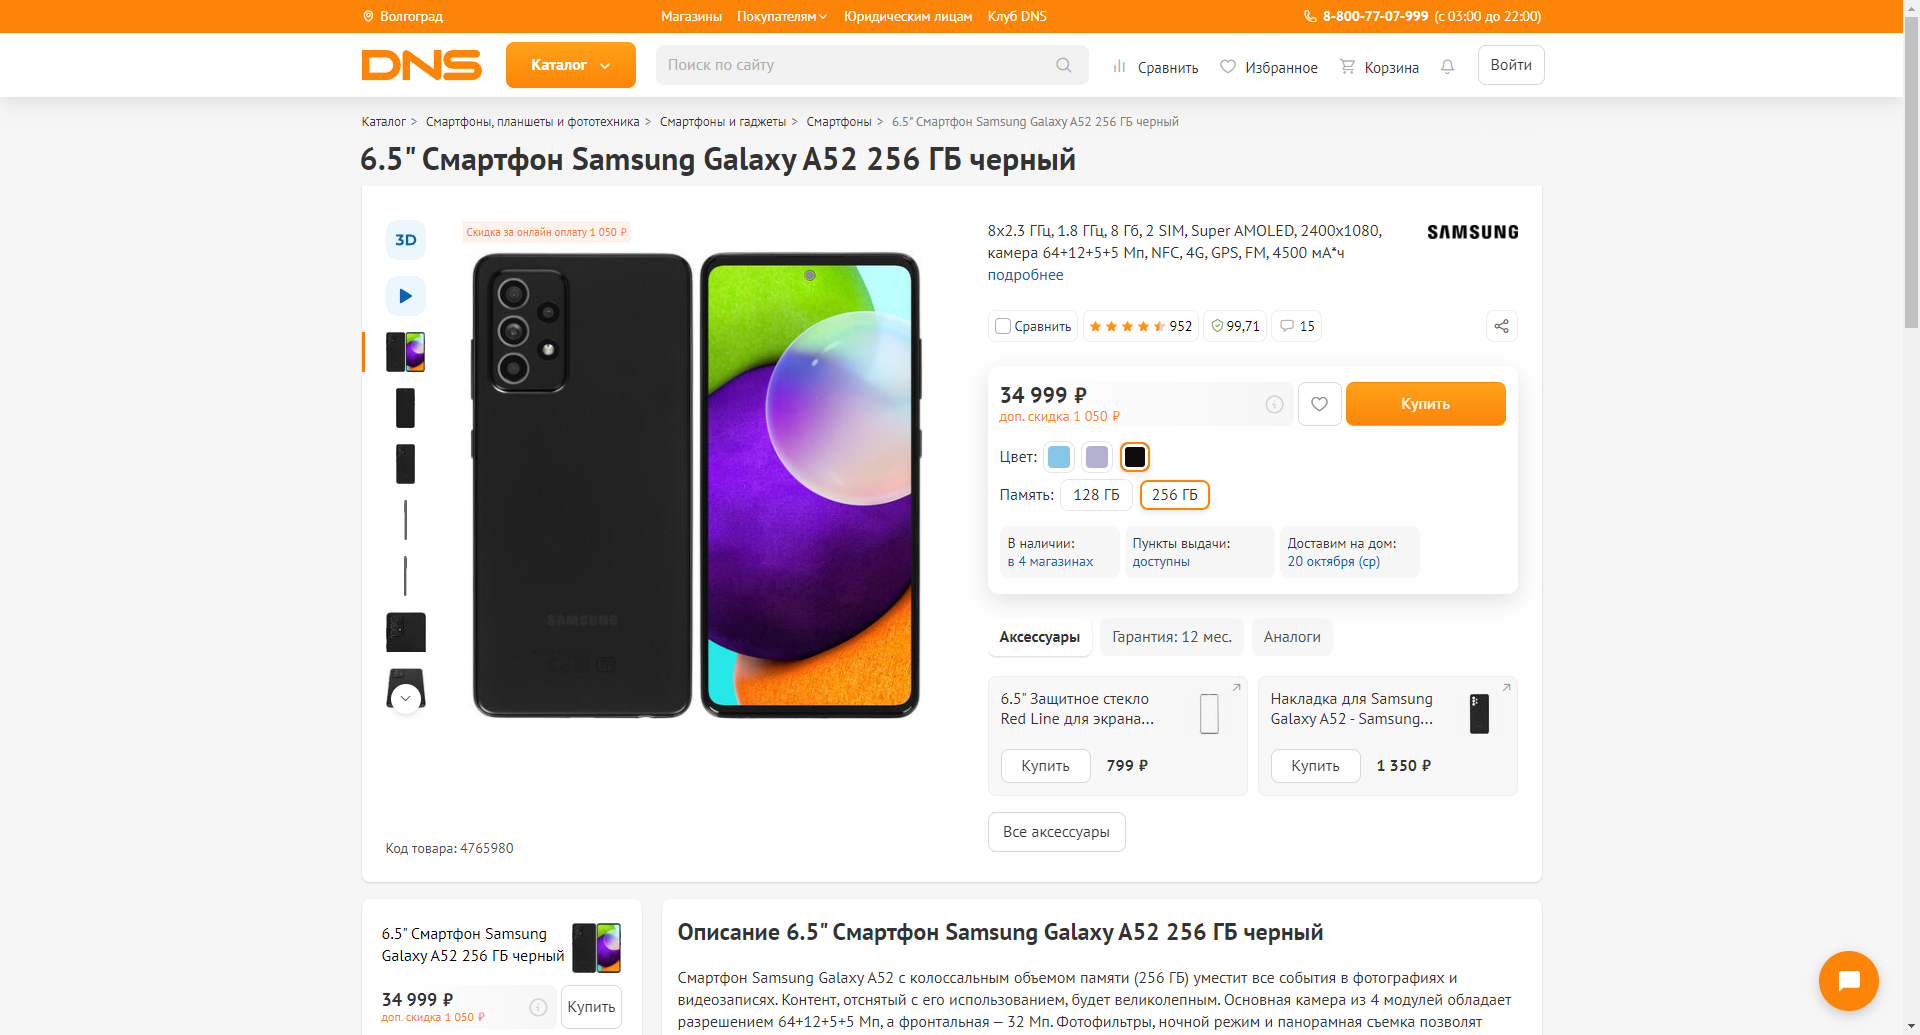 Волгоград
Магазины Покупателям Юридическим лицам Клуб DNS
8-800-77-07-999 (с 03:00 до 22:00)
DNS
Каталог
Поиск по сайту
Сравнить
Избранное
Корзина
Войти
Каталог > Смартфоны, планшеты и фототехника > Смартфоны и гаджеты > Смартфоны > 6.5" Смартфон Samsung Galaxy A52 256 ГБ черный
6.5" Смартфон Samsung Galaxy A52 256 ГБ черный
3D
Скидка за онлайн оплату 1 050 ₽
SAMSUNG
8x2.3 ГГц, 1.8 ГГц, 8 Гб, 2 SIM, Super AMOLED, 2400x1080,
камера 64+12+5+5 Мп, NFC, 4G, GPS, FM, 4500 мА*ч
подробнее
SAMSUNG
Сравнить
952
99,71
15
34 999 ₽
доп. скидка 1 050 ₽
Купить
Цвет:
Память: 128 ГБ 256 ГБ
В наличии:
в 4 магазинах
Пункты выдачи:
доступны
Доставим на дом:
20 октября (ср)
Аксессуары
Гарантия: 12 мес.
Аналоги
6.5" Защитное стекло
Red Line для экрана...
Купить 799 ₽
Накладка для Samsung
Galaxy A52 - Samsung...
Купить 1 350 ₽
Все аксессуары
Код товара: 4765980
6.5" Смартфон Samsung
Galaxy A52 256 ГБ черный
34 999 ₽
доп. скидка 1 050 ₽
Купить
Описание 6.5" Смартфон Samsung Galaxy A52 256 ГБ черный
Смартфон Samsung Galaxy A52 с колоссальным объемом памяти (256 ГБ) уместит все события в фотографиях и
видеозаписях. Контент, отснятый с его использованием, будет великолепным. Основная камера из 4 модулей обладает
разрешением 64+12+5+5 Мп, а фронтальная — 32 Мп. Фотофильтры, ночной режим и панорамная съемка позволят